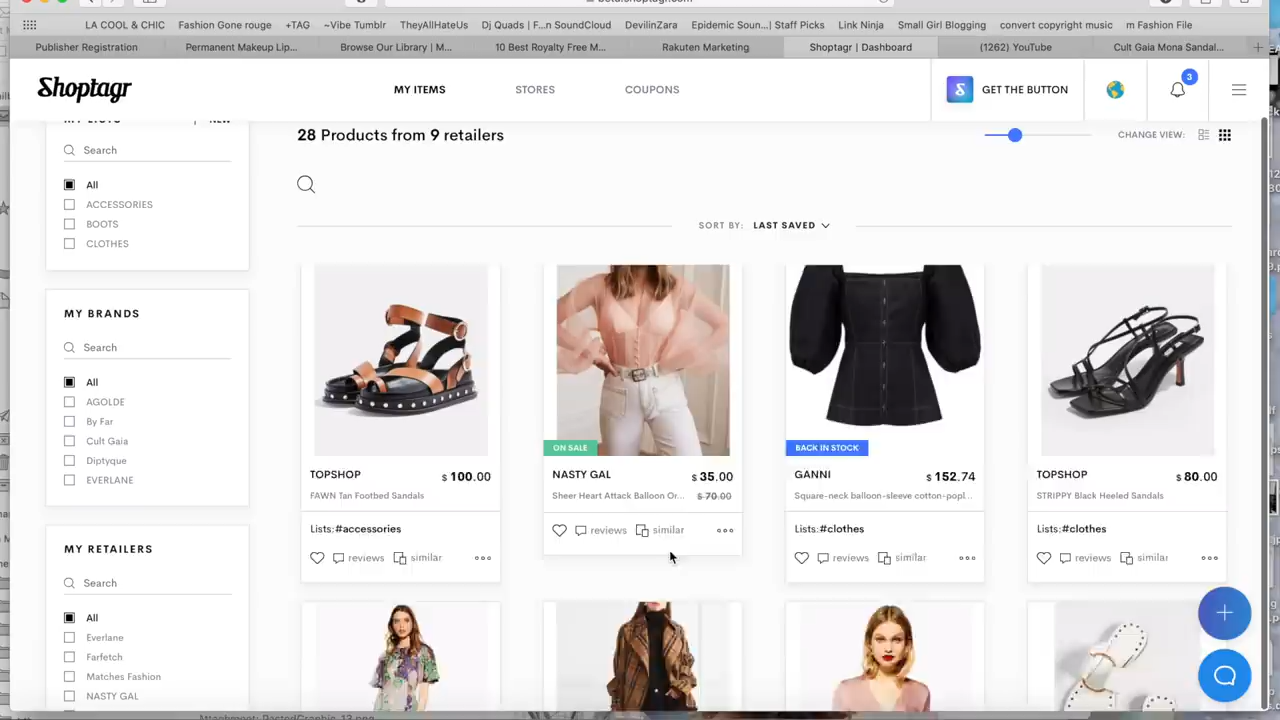 LA COOL & CHIC Fashion Gone rouge +TAG ~Vibe Tumblr TheyAllHateUs Dj Quads | F...n SoundCloud DevilinZara Epidemic Soun...| Staff Picks Link Ninja Small Girl Blogging convert copyright music m Fashion File
Publisher Registration Permanent Makeup Lip... Browse Our Library | M... 10 Best Royalty Free M... Rakuten Marketing Shoptagr | Dashboard (1262) YouTube Cult Gaia Mona Sandal...
Shoptagr MY ITEMS STORES COUPONS GET THE BUTTON 3
28 Products from 9 retailers CHANGE VIEW:
Search
All
ACCESSORIES
BOOTS
CLOTHES
SORT BY: LAST SAVED
MY BRANDS
Search
All
AGOLDE
By Far
Cult Gaia
Diptyque
EVERLANE
MY RETAILERS
Search
All
Everlane
Farfetch
Matches Fashion
NASTY GAL
TOPSHOP $ 100.00
FAWN Tan Footbed Sandals
Lists:#accessories
reviews similar
ON SALE
NASTY GAL $ 35.00
Sheer Heart Attack Balloon Or... $ 70.00
reviews similar
BACK IN STOCK
GANNI $ 152.74
Square-neck balloon-sleeve cotton-popl...
Lists:#clothes
reviews similar
TOPSHOP $ 80.00
STRIPPY Black Heeled Sandals
Lists:#clothes
reviews similar